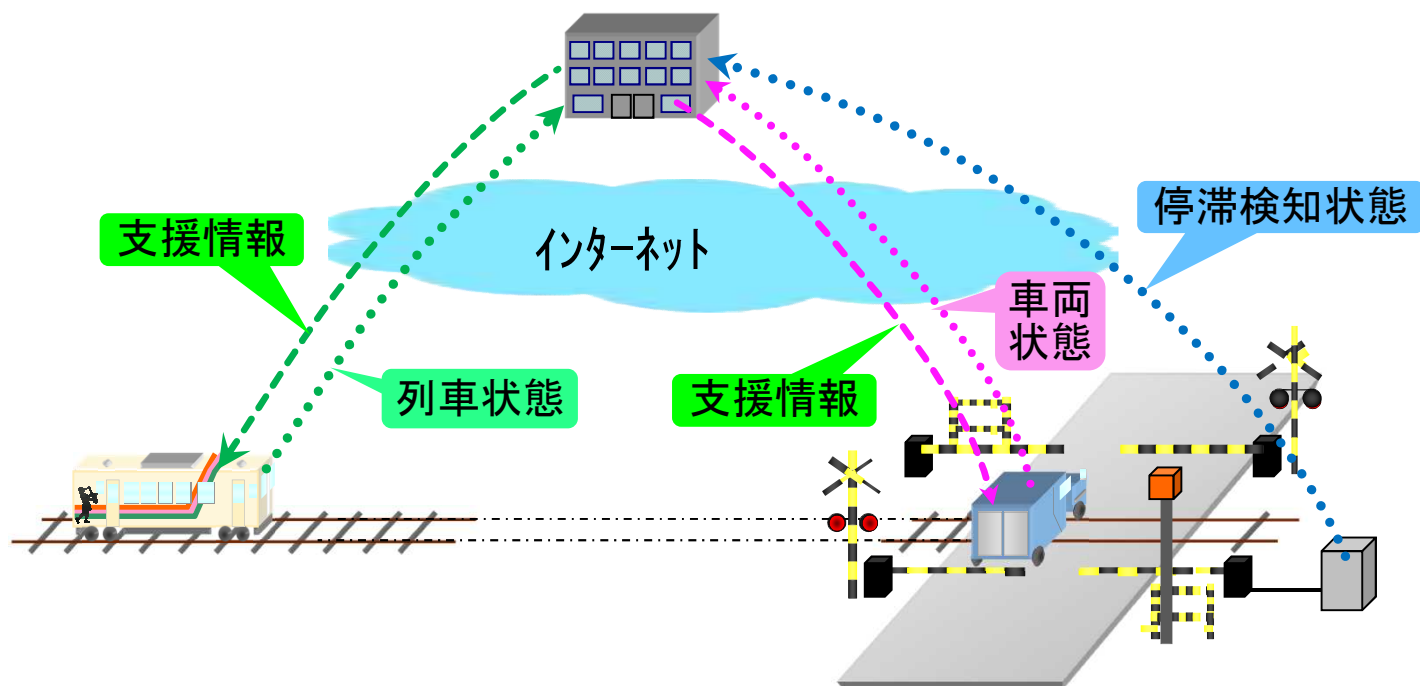 停滞検知状態
支援情報
インターネット
車両
状態
列車状態
支援情報